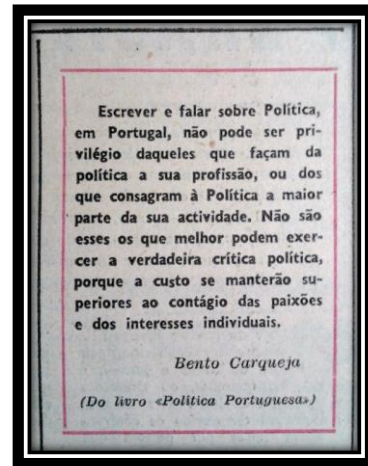 Escrever e falar sobre Política,
em Portugal, não pode ser pri-
vilégio daqueles que façam da
política a sua profissão, ou dos
que consagram à Política a maior
parte da sua actividade. Não são
esses os que melhor podem exer-
cer a verdadeira crítica política,
porque a custo se manterão su-
periores ao contágio das paixões
e dos interesses individuais.
Bento Carqueja
(Do livro «Política Portuguesa»)